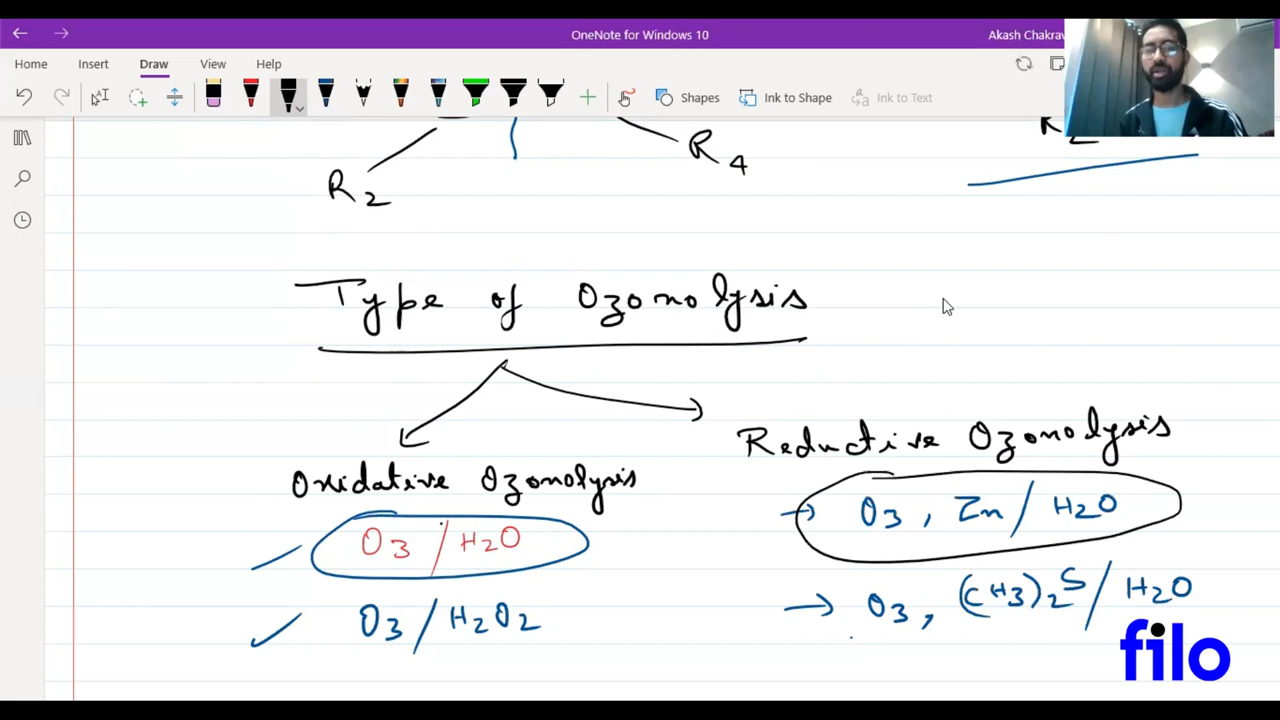 OneNote for Windows 10
Akash Chakrav
Home Insert Draw View Help
Shapes Ink to Shape Ink to Text
R2
R4
R2
Type of Ozonolysis
Oxidative Ozonolysis
Reductive Ozonolysis
O3 / H2O
→ O3 , Zn / H2O
O3 / H2O2
→ O3 , (CH3)2S / H2O
filo